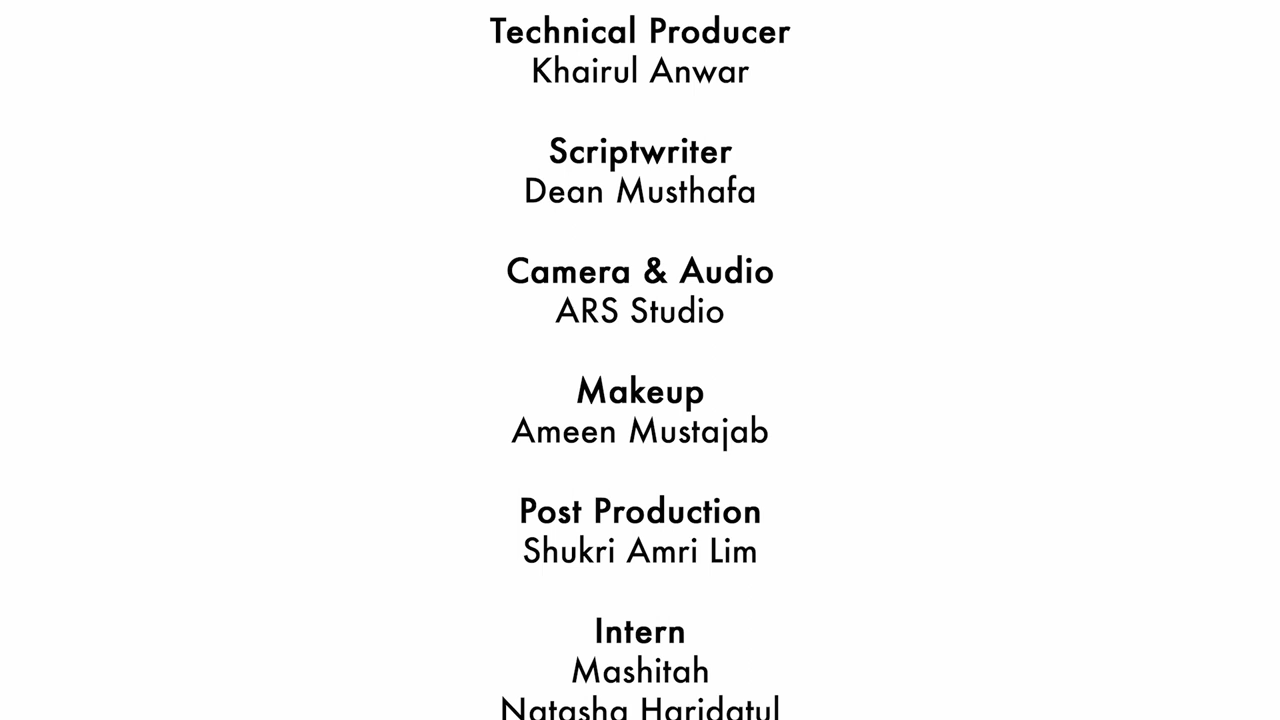 Technical Producer
Khairul Anwar
Scriptwriter
Dean Musthafa
Camera & Audio
ARS Studio
Makeup
Ameen Mustajab
Post Production
Shukri Amri Lim
Intern
Mashitah
Natasha Haridatul